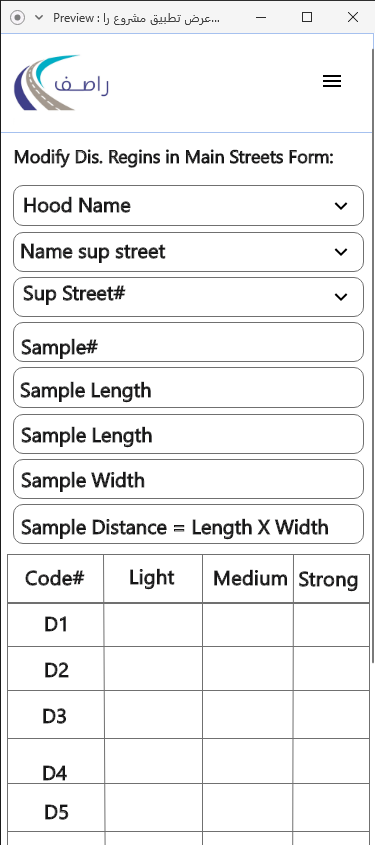 Preview : عرض تطبيق مشروع را...
راصف
Modify Dis. Regins in Main Streets Form:
Hood Name
Name sup street
Sup Street#
Sample#
Sample Length
Sample Length
Sample Width
Sample Distance = Length X Width
Code# Light Medium Strong
D1
D2
D3
D4
D5